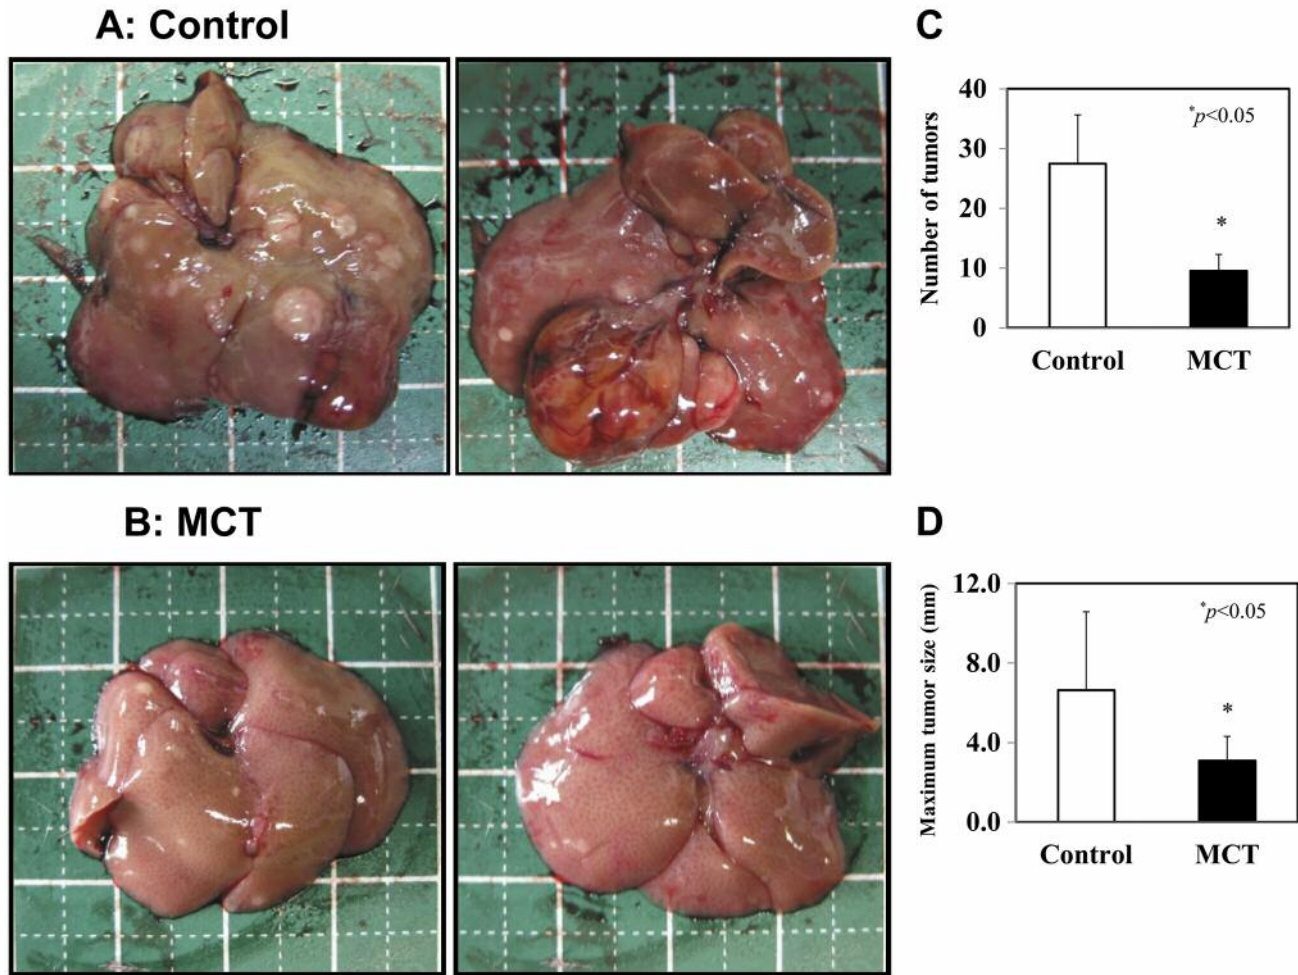 A: Control
B: MCT
C
Number of tumors
40
30
20
10
0
*p<0.05
*
Control
MCT
D
Maximum tumor size (mm)
12.0
8.0
4.0
0.0
*p<0.05
*
Control
MCT